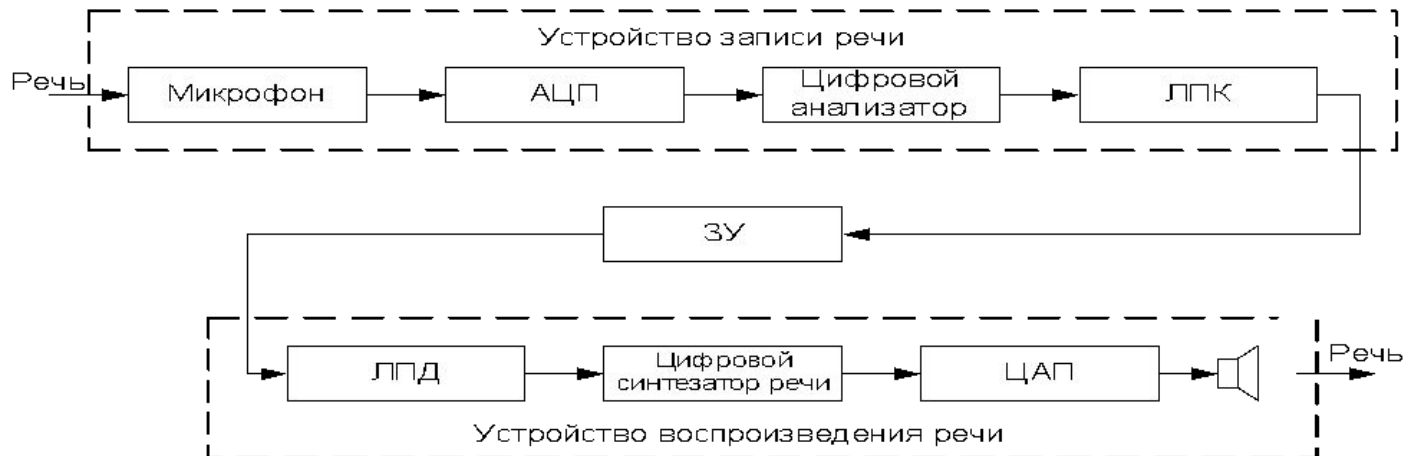 Устройство записи речи
Речь
Микрофон
АЦП
Цифровой
анализатор
ЛПК
ЗУ
ЛПД
Цифровой
синтезатор речи
ЦАП
Речь
Устройство воспроизведения речи